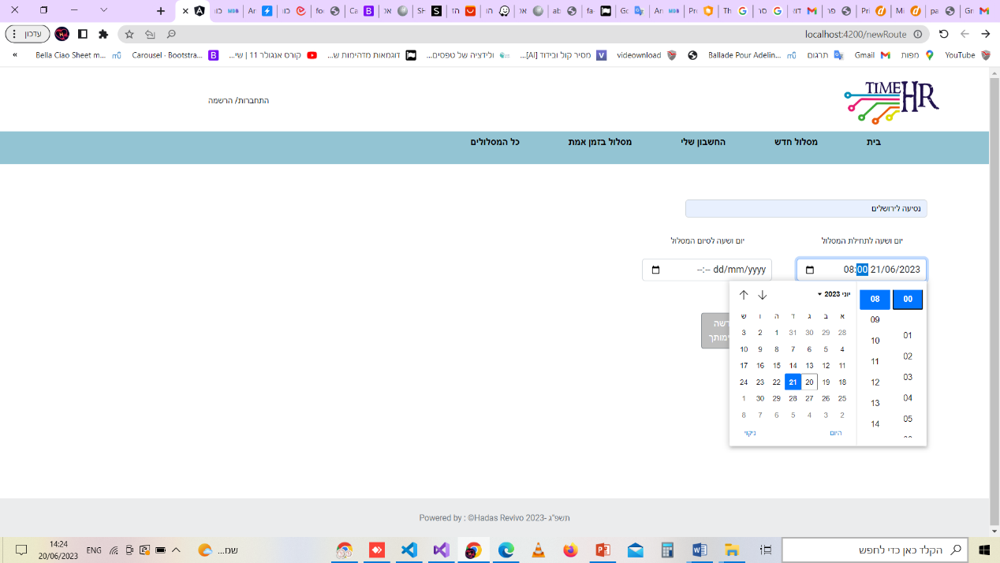 עדכון
localhost:4200/newRoute
YouTube
מפות
Gmail
תרגום
Ballade Pour Adelin...
videownload
מסיר קול ובידוד [AI]...
ולידציה של טפסים...
דוגמאות מדהימות ש...
קורס אנגולר 11 | שי...
Carousel · Bootstra...
Bella Ciao Sheet m...
«
TIME HR
התחברות/ הרשמה
בית
מסלול חדש
החשבון שלי
מסלול בזמן אמת
כל המסלולים
נסיעה לירושלים
יום ושעה לתחילת המסלול
יום ושעה לסיום המסלול
21/06/2023 08:00
dd/mm/yyyy --:--
יוני 2023
א ב ג ד ה ו ש
28 29 30 31 1 2 3
4 5 6 7 8 9 10
11 12 13 14 15 16 17
18 19 20 21 22 23 24
25 26 27 28 29 30 1
2 3 4 5 6 7 8
היום
ניקוי
08
09
10
11
12
13
14
00
01
02
03
04
05
Powered by : ©Hadas Revivo 2023- תשפ"ג
הקלד כאן כדי לחפש
שמ...
ENG
14:24
20/06/2023